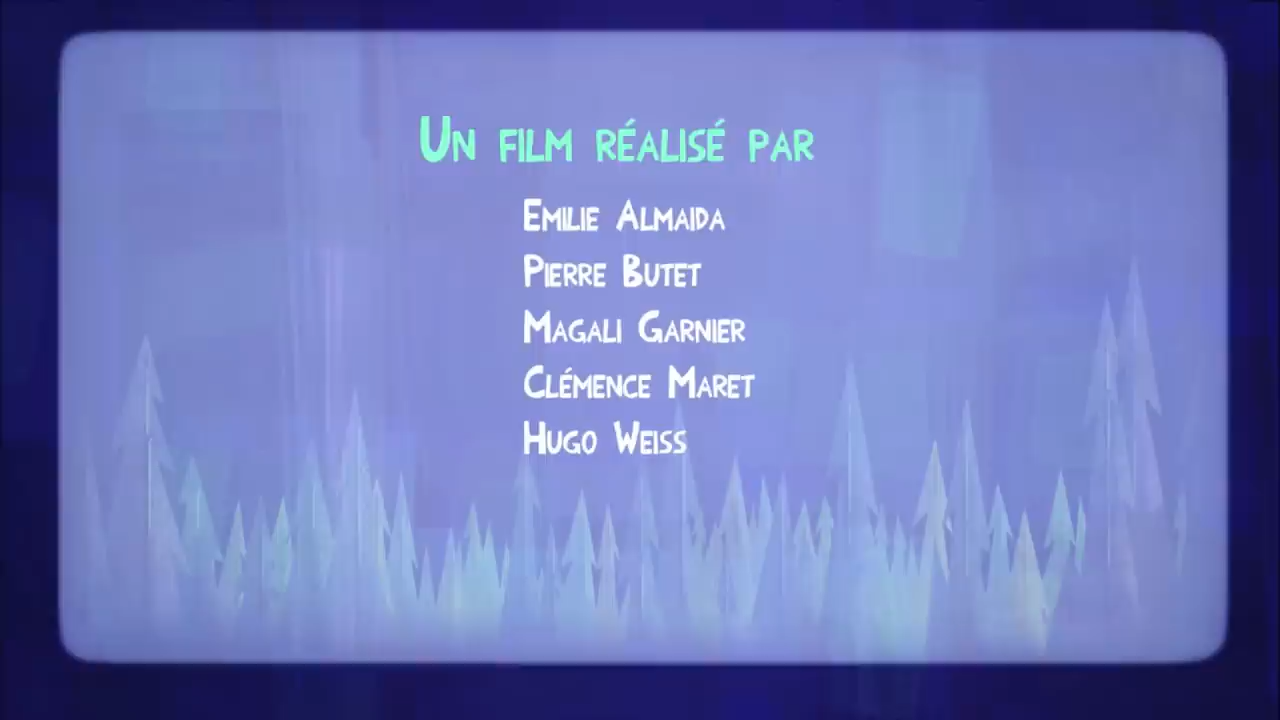 Un film réalisé par
Emilie Almaida
Pierre Butet
Magali Garnier
Clémence Maret
Hugo Weiss